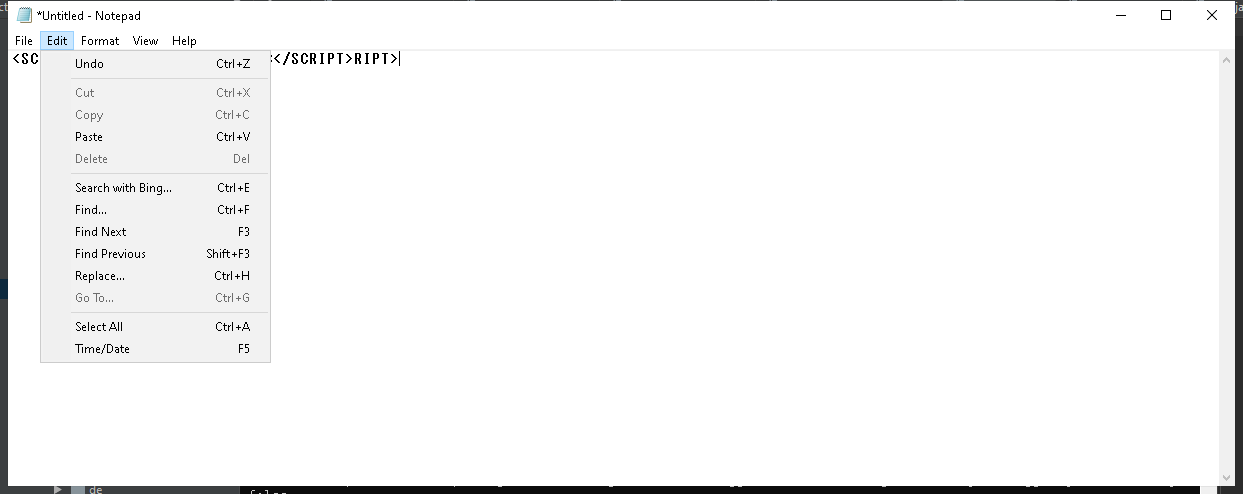 *Untitled - Notepad
File Edit Format View Help
<SC </SCRIPT>RIPT>
Undo Ctrl+Z
Cut Ctrl+X
Copy Ctrl+C
Paste Ctrl+V
Delete Del
Search with Bing... Ctrl+E
Find... Ctrl+F
Find Next F3
Find Previous Shift+F3
Replace... Ctrl+H
Go To... Ctrl+G
Select All Ctrl+A
Time/Date F5
de